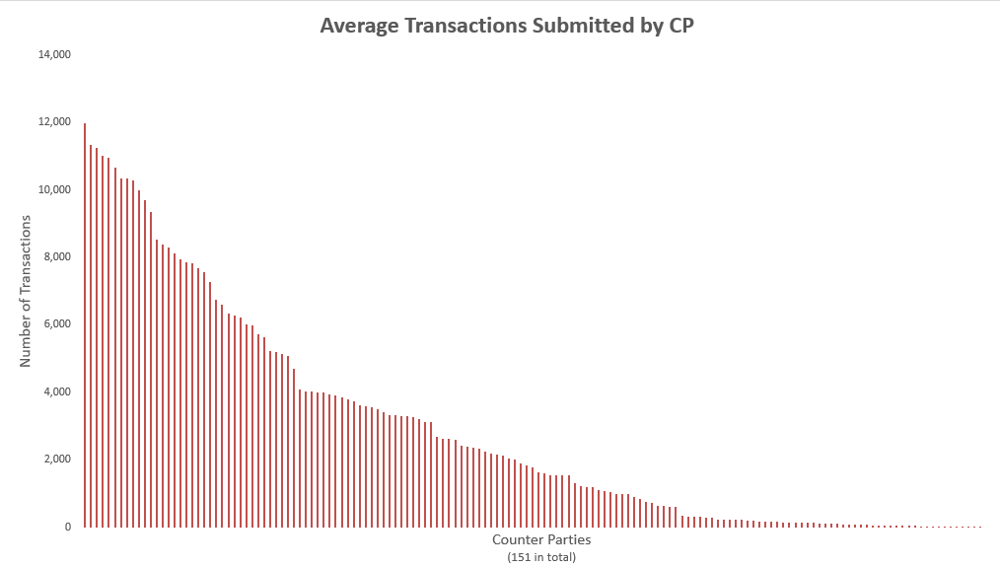 Average Transactions Submitted by CP
14,000
12,000
10,000
8,000
6,000
4,000
2,000
0
Number of Transactions
Counter Parties
(151 in total)